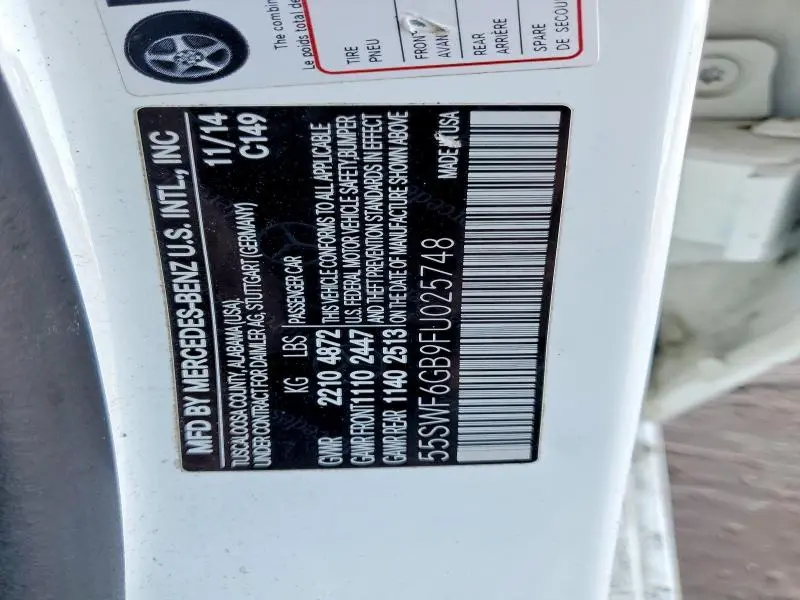 The combin
Le poids total de
TIRE
PNEU
FRONT
AVAN
REAR
ARRIÈRE
SPARE
DE SECOU
MFD BY MERCEDES-BENZ U.S. INTL., INC
TUSCALOOSA COUNTY, ALABAMA (USA),
UNDER CONTRACT FOR DAIMLER AG, STUTTGART (GERMANY)
11/14
C149
KG LBS
PASSENGER CAR
GVWR 2210 4872
GAWR FRONT 1110 2447
GAWR REAR 1140 2513
THIS VEHICLE CONFORMS TO ALL APPLICABLE
U.S. FEDERAL MOTOR VEHICLE SAFETY, BUMPER
AND THEFT PREVENTION STANDARDS IN EFFECT
ON THE DATE OF MANUFACTURE SHOWN ABOVE
55SWF6GB9FU025748
MADE IN USA